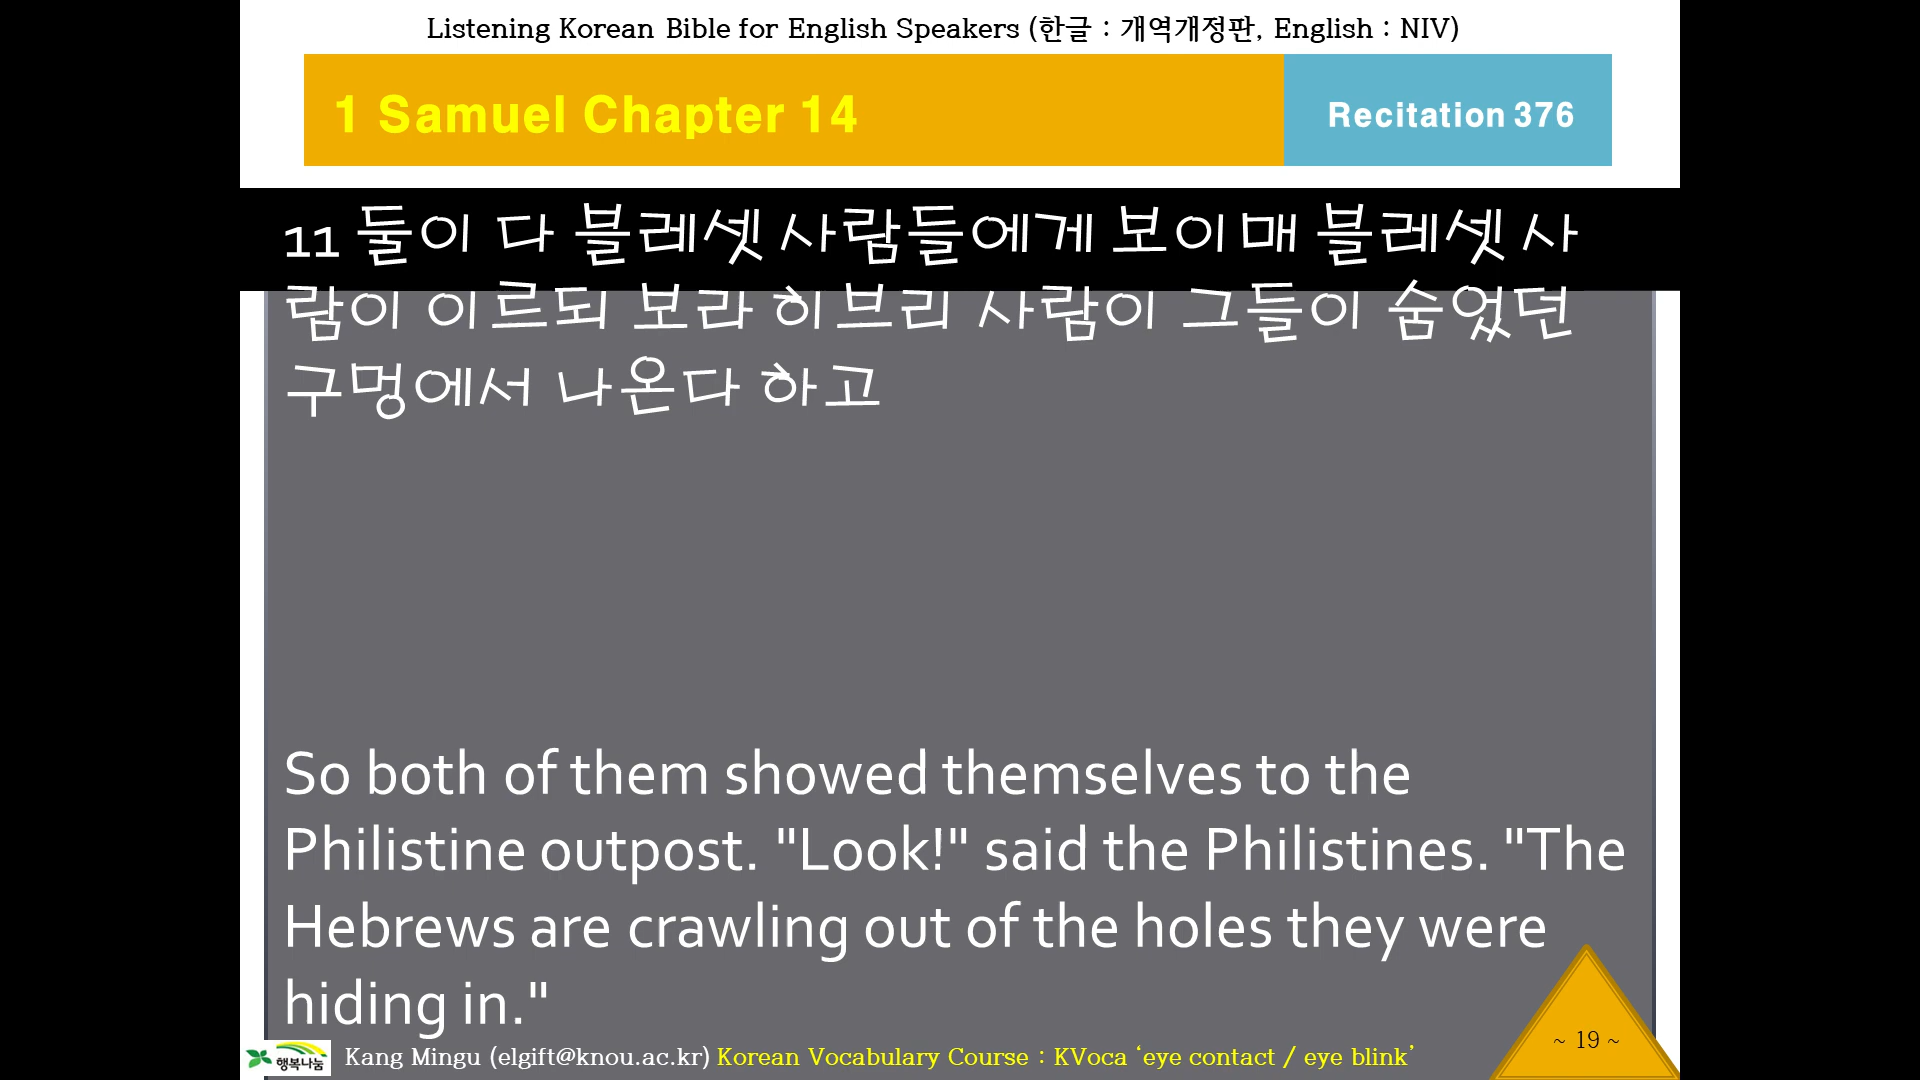 Listening Korean Bible for English Speakers (한글 : 개역개정판, English : NIV)
1 Samuel Chapter 14
Recitation 376
11 둘이 다 블레셋 사람들에게 보이매 블레셋 사
람이 이르되 보라 히브리 사람이 그들이 숨었던
구멍에서 나온다 하고
So both of them showed themselves to the
Philistine outpost. "Look!" said the Philistines. "The
Hebrews are crawling out of the holes they were
hiding in."
~ 19 ~
행복나눔
Kang Mingu (elgift@knou.ac.kr) Korean Vocabulary Course : KVoca ‘eye contact / eye blink’